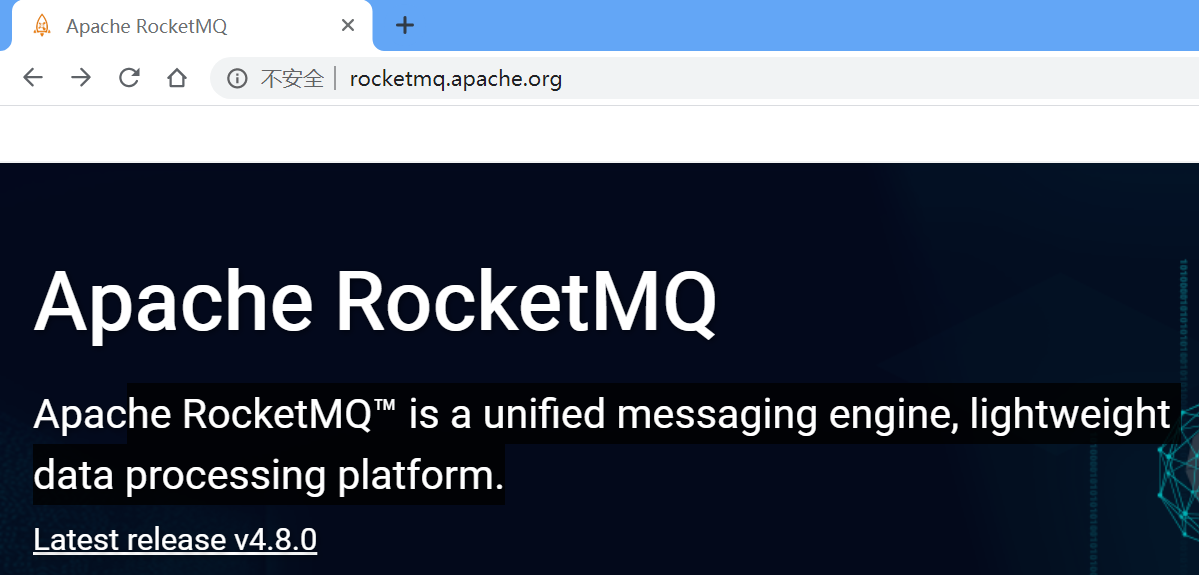 Apache RocketMQ
不安全 rocketmq.apache.org
Apache RocketMQ
Apache RocketMQ™ is a unified messaging engine, lightweight
data processing platform.
Latest release v4.8.0